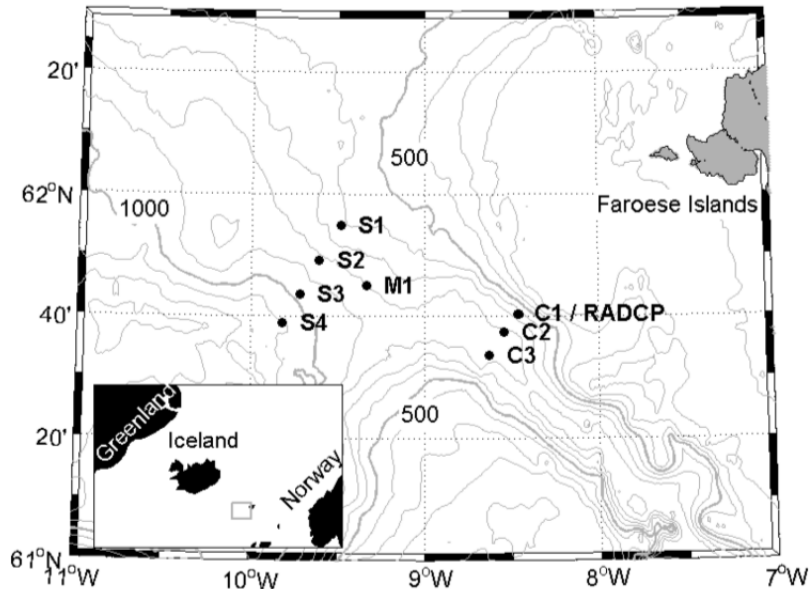 20'
500
62°N
1000
Faroese Islands
S1
S2
M1
S3
40'
C1 / RADCP
S4
C2
C3
500
Greenland
Iceland
20'
Norway
61°N
11°W
10°W
9°W
8°W
7°W